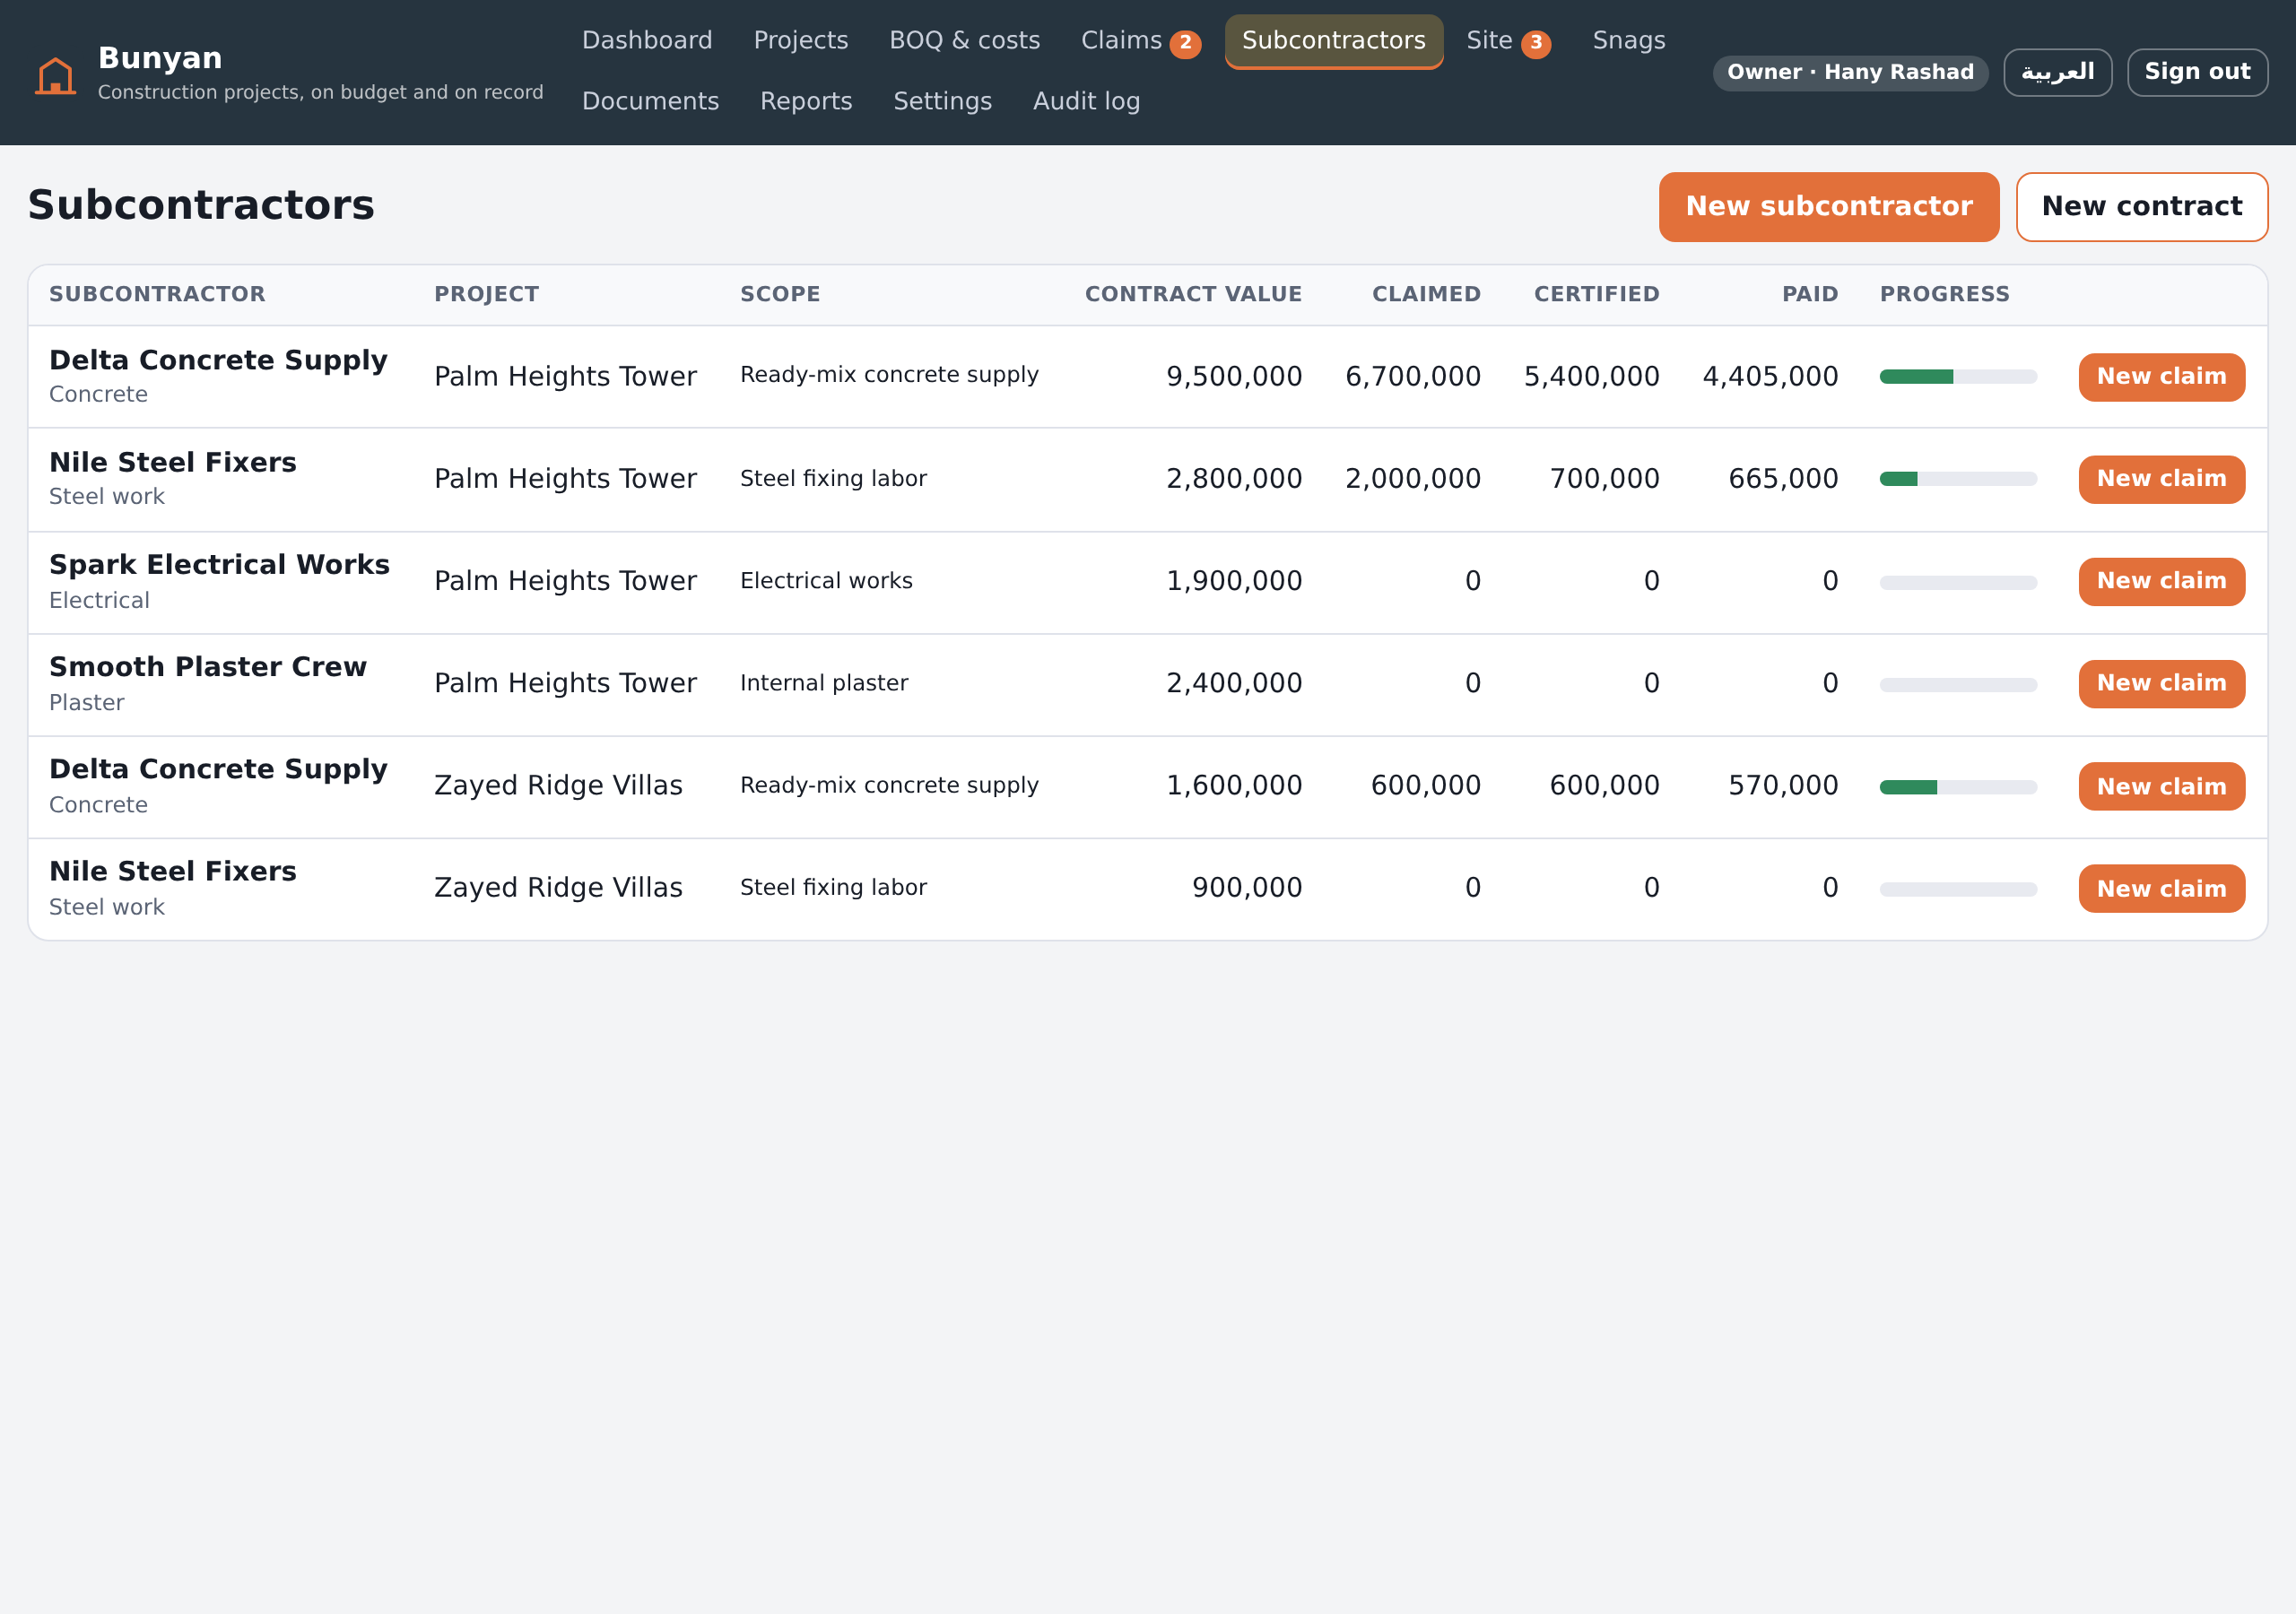 Bunyan
Construction projects, on budget and on record
Dashboard Projects BOQ & costs Claims 2 Subcontractors Site 3 Snags
Documents Reports Settings Audit log
Owner · Hany Rashad العربية Sign out
Subcontractors New subcontractor New contract
SUBCONTRACTOR PROJECT SCOPE CONTRACT VALUE CLAIMED CERTIFIED PAID PROGRESS
Delta Concrete Supply
Concrete
Palm Heights Tower Ready-mix concrete supply 9,500,000 6,700,000 5,400,000 4,405,000 New claim
Nile Steel Fixers
Steel work
Palm Heights Tower Steel fixing labor 2,800,000 2,000,000 700,000 665,000 New claim
Spark Electrical Works
Electrical
Palm Heights Tower Electrical works 1,900,000 0 0 0 New claim
Smooth Plaster Crew
Plaster
Palm Heights Tower Internal plaster 2,400,000 0 0 0 New claim
Delta Concrete Supply
Concrete
Zayed Ridge Villas Ready-mix concrete supply 1,600,000 600,000 600,000 570,000 New claim
Nile Steel Fixers
Steel work
Zayed Ridge Villas Steel fixing labor 900,000 0 0 0 New claim